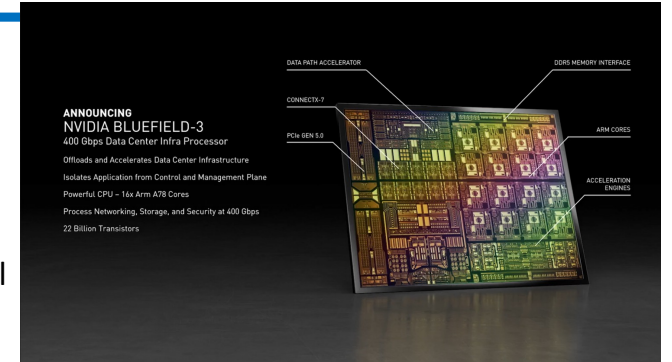 ANNOUNCING
NVIDIA BLUEFIELD-3
400 Gbps Data Center Infra Processor
Offloads and Accelerates Data Center Infrastructure
Isolates Application from Control and Management Plane
Powerful CPU – 16x Arm A78 Cores
Process Networking, Storage, and Security at 400 Gbps
22 Billion Transistors
DATA PATH ACCELERATOR
CONNECTX-7
PCIe GEN 5.0
DDR5 MEMORY INTERFACE
ARM CORES
ACCELERATION
ENGINES
l